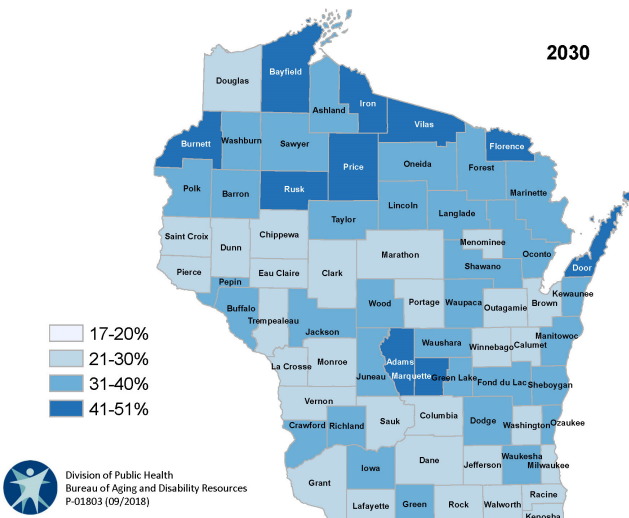 2030
Bayfield
Douglas
Iron
Ashland
Vilas
Burnett
Washburn
Sawyer
Florence
Price
Oneida
Forest
Polk
Barron
Rusk
Marinette
Lincoln
Langlade
Taylor
Chippewa
Saint Croix
Dunn
Menominee
Marathon
Oconto
Pierce
Eau Claire
Clark
Shawano
Door
Pepin
Kewaunee
Buffalo
Wood
Portage
Waupaca
Brown
Outagamie
Trempealeau
17-20%
Jackson
Manitowoc
Waushara
Winnebago
Calumet
21-30%
Adams
La Crosse
Monroe
Juneau
Marquette
Green Lake
31-40%
Fond du Lac
Sheboygan
Vernon
41-51%
Columbia
Sauk
Dodge
Washington
Ozaukee
Crawford
Richland
Waukesha
Dane
Jefferson
Milwaukee
Iowa
Division of Public Health
Bureau of Aging and Disability Resources
P-01803 (09/2018)
Grant
Racine
Lafayette
Green
Rock
Walworth
Kenosha